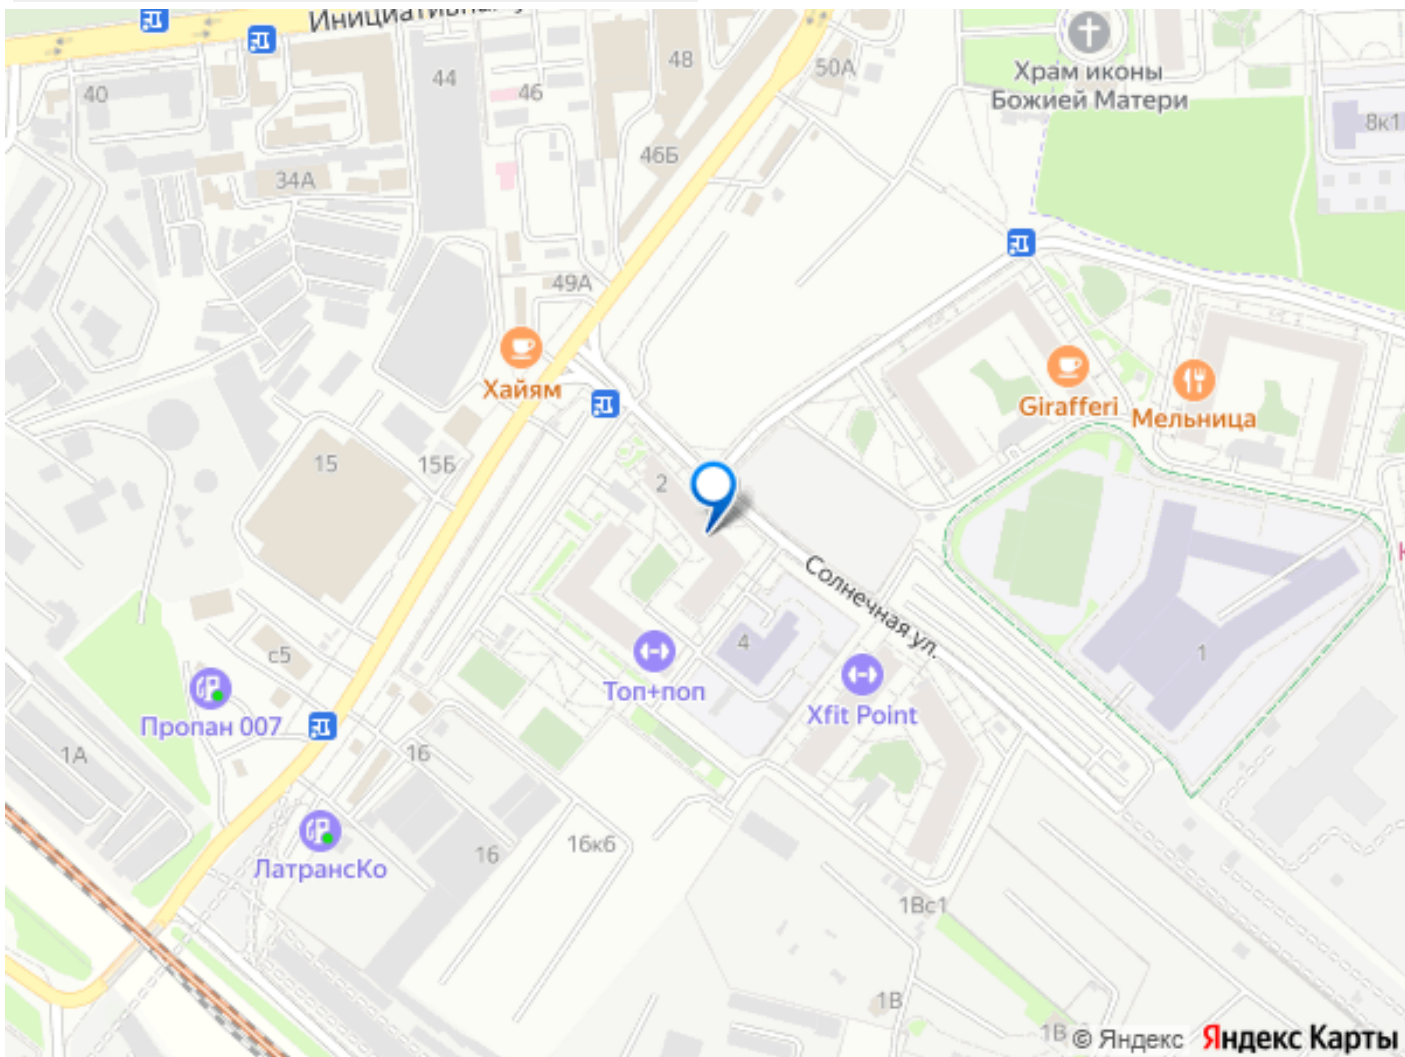 Инициативная у
40
44
46
48
50А
Храм иконы
Божией Матери
8к1
46Б
34А
49А
Хайям
Girafferi
Мельница
15
15Б
2
Солнечная ул.
4
1
с5
Топ+поп
Xfit Point
Пропан 007
1А
16
16
16к6
ЛатрансКо
1Вс1
1В
1В
© Яндекс Яндекс Карты